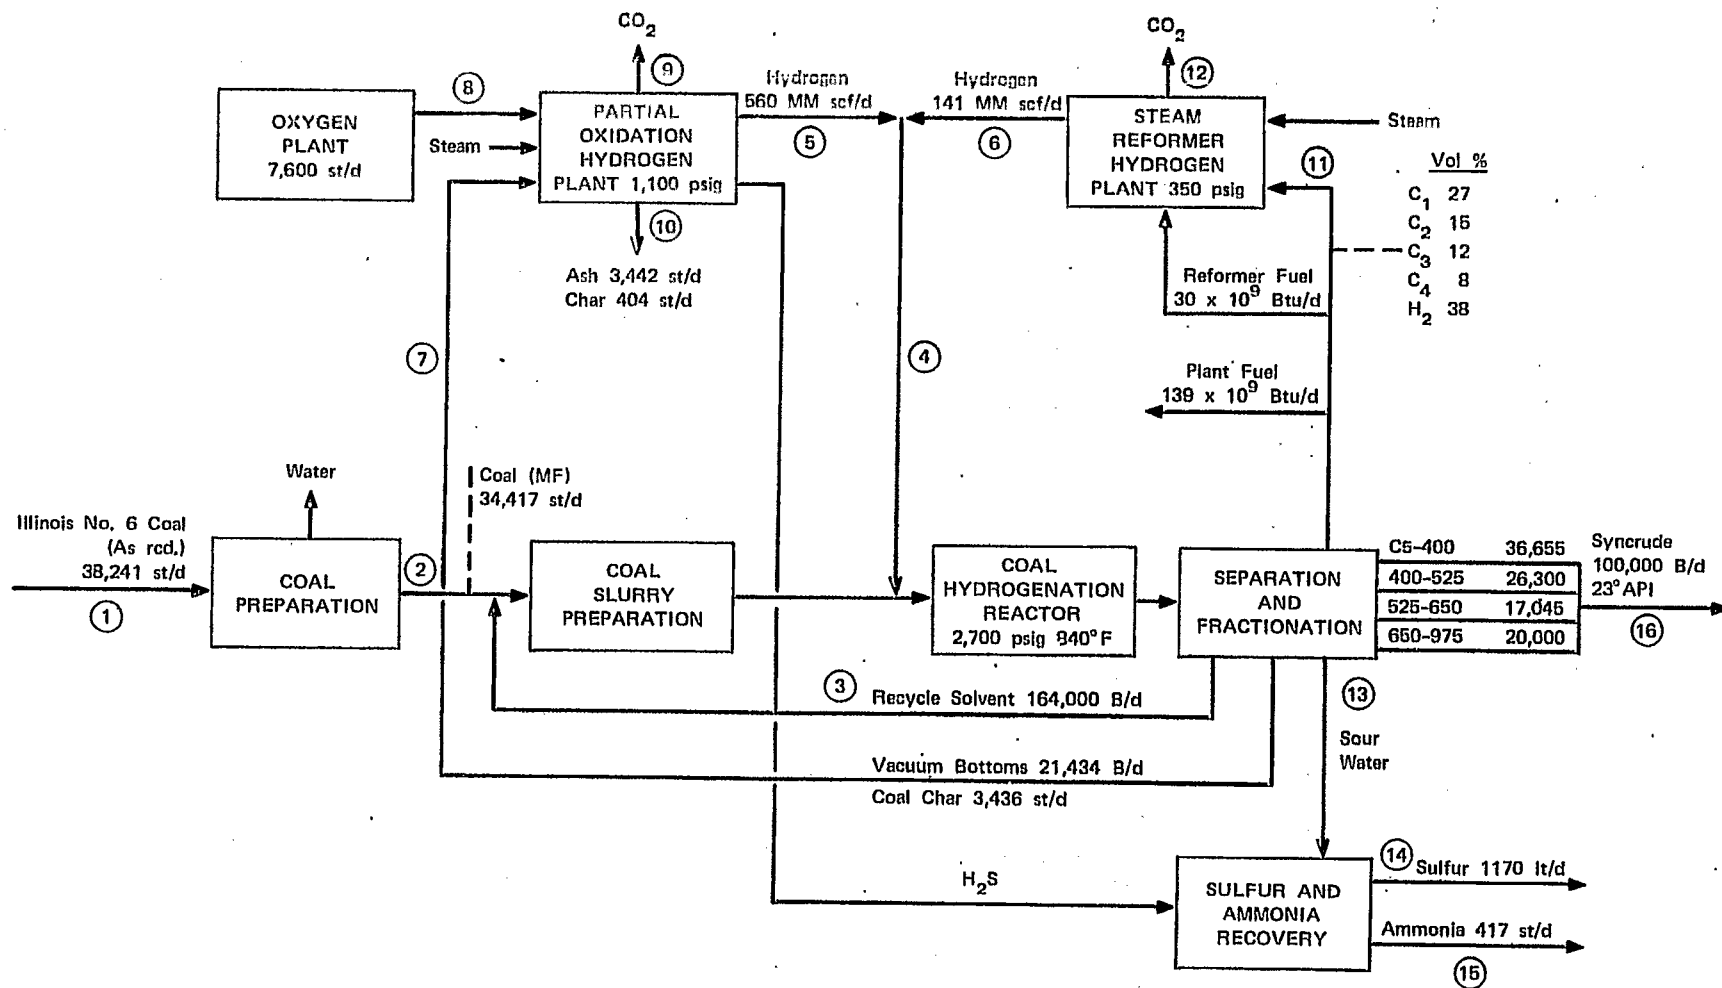 CO2
CO2
8
9
Hydrogen
560 MM scf/d
5
Hydrogen
141 MM scf/d
6
12
OXYGEN
PLANT
7,600 st/d
Steam
PARTIAL
OXIDATION
HYDROGEN
PLANT 1,100 psig
STEAM
REFORMER
HYDROGEN
PLANT 350 psig
Steam
11
Vol %
C1 27
C2 15
C3 12
C4 8
H2 38
10
Ash 3,442 st/d
Char 404 st/d
Reformer Fuel
30 x 10^9 Btu/d
7
4
Plant Fuel
139 x 10^9 Btu/d
Water
Coal (MF)
34,417 st/d
Illinois No. 6 Coal
(As rcd.)
38,241 st/d
1
COAL
PREPARATION
2
COAL
SLURRY
PREPARATION
COAL
HYDROGENATION
REACTOR
2,700 psig 840°F
SEPARATION
AND
FRACTIONATION
C5-400 36,655
400-525 26,300
525-650 17,045
650-975 20,000
Syncrude
100,000 B/d
23° API
16
3
Recycle Solvent 164,000 B/d
13
Sour
Water
Vacuum Bottoms 21,434 B/d
Coal Char 3,436 st/d
H2S
SULFUR AND
AMMONIA
RECOVERY
14
Sulfur 1170 lt/d
Ammonia 417 st/d
15